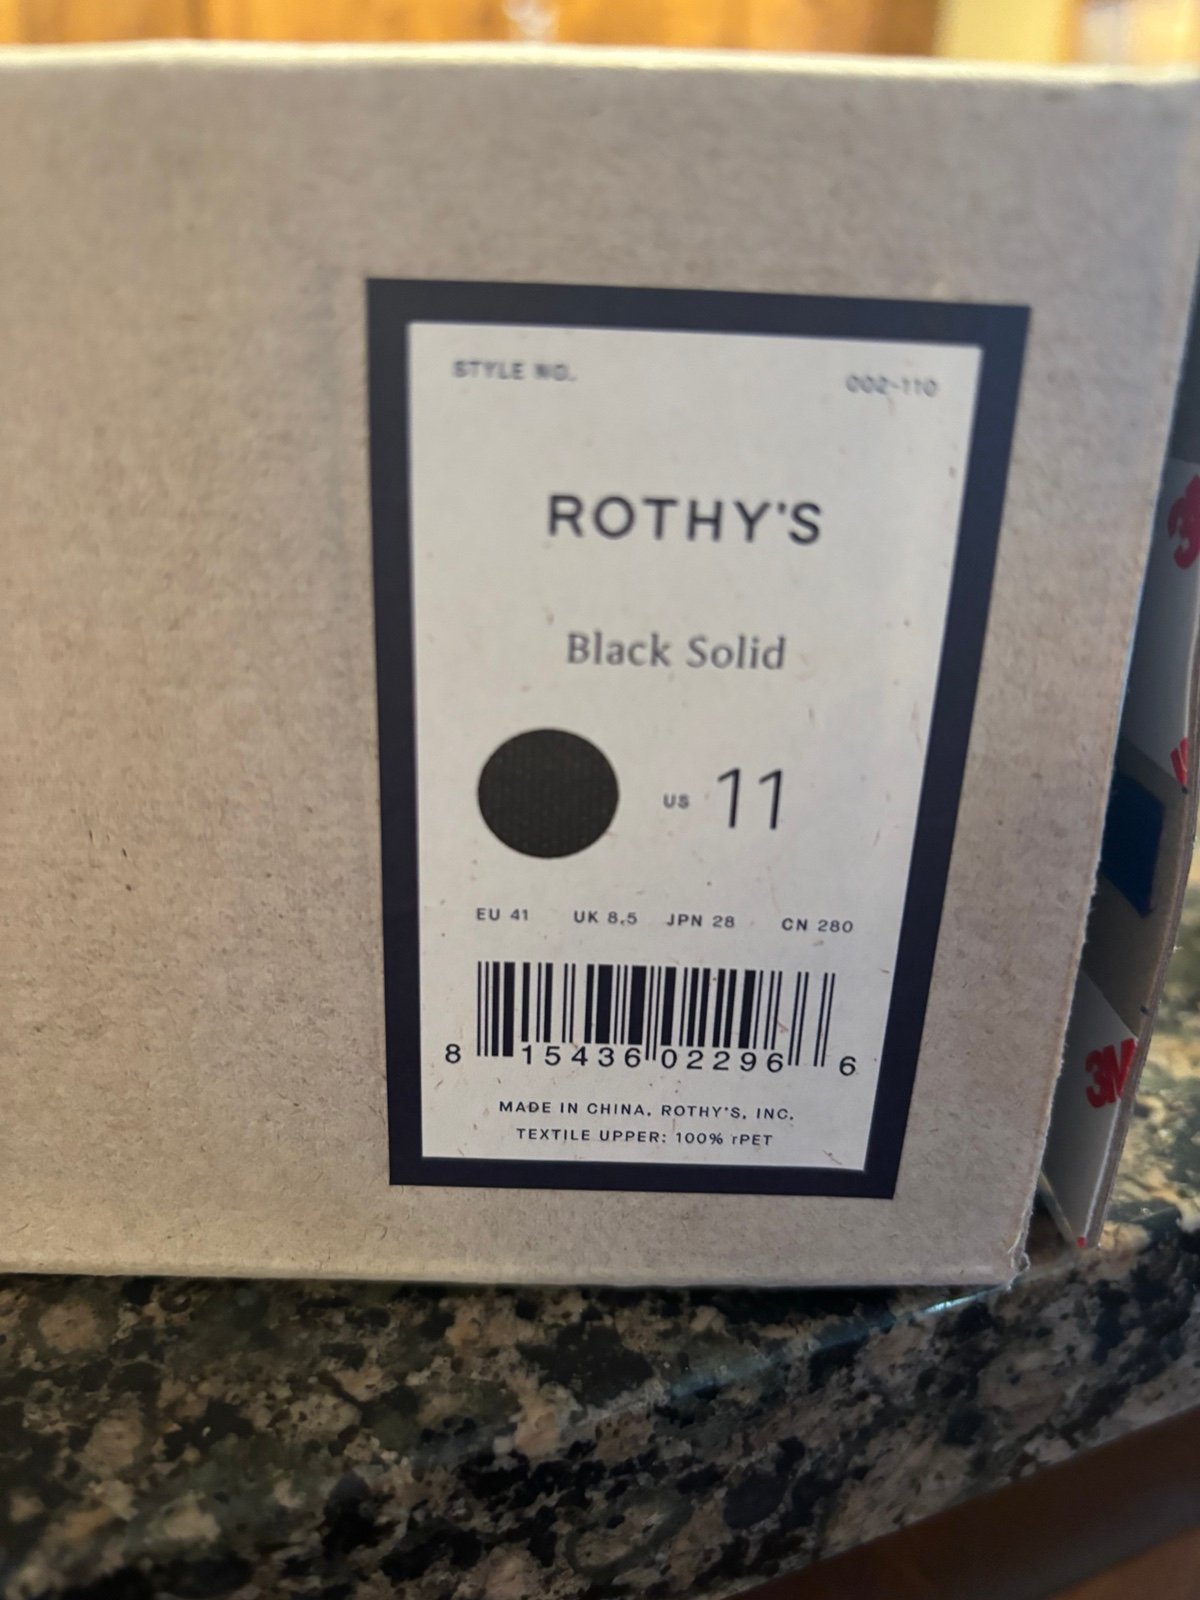 STYLE NO. 002-110
ROTHY'S
Black Solid
US 11
EU 41 UK 8.5 JPN 28 CN 280
8 15436 02296 6
MADE IN CHINA. ROTHY'S, INC.
TEXTILE UPPER: 100% rPET
3M
3M